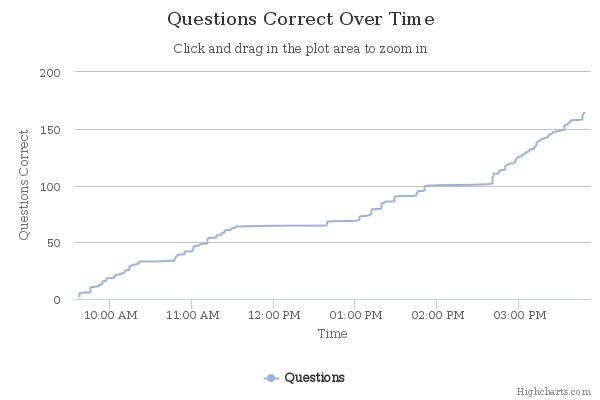 Questions Correct Over Time
Click and drag in the plot area to zoom in
Questions Correct
200
150
100
50
0
10:00 AM
11:00 AM
12:00 PM
01:00 PM
02:00 PM
03:00 PM
Time
Questions
Highcharts.com